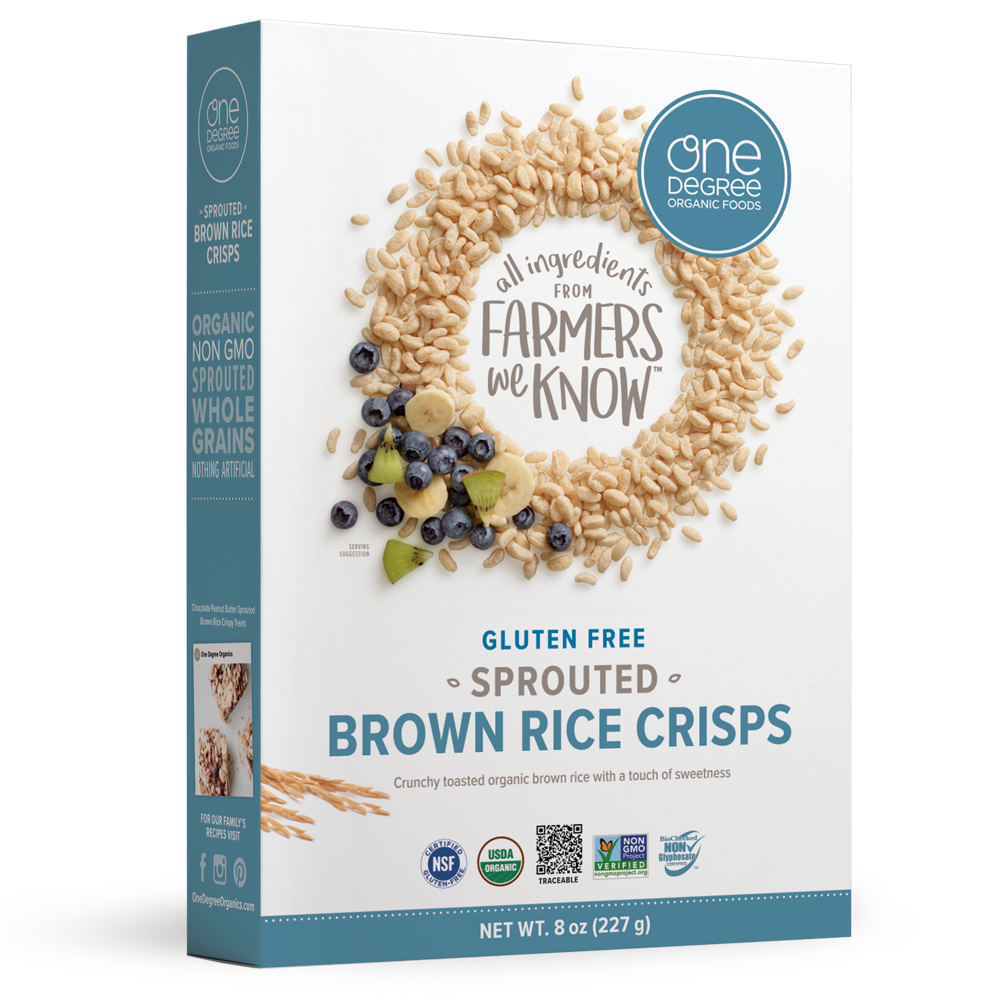 One
DEGREE
ORGANIC FOODS
SPROUTED
BROWN RICE
CRISPS
ORGANIC
NON GMO
SPROUTED
WHOLE
GRAINS
NOTHING ARTIFICIAL
Chocolate Peanut Butter Sprouted
Brown Rice Crispy Treats
One Degree Organics
FOR OUR FAMILY'S
RECIPES VISIT
OneDegreeOrganics.com
One
DEGREE
ORGANIC FOODS
all ingredients
FROM
FARMERS
we KNOW™
SERVING
SUGGESTION
GLUTEN FREE
SPROUTED
BROWN RICE CRISPS
Crunchy toasted organic brown rice with a touch of sweetness
CERTIFIED
NSF
GLUTEN-FREE
USDA
ORGANIC
TRACEABLE
NON
GMO
Project
VERIFIED
nongmoproject.org
BioChecked
NON
Glyphosate
CERTIFIED
™
NET WT. 8 oz (227 g)